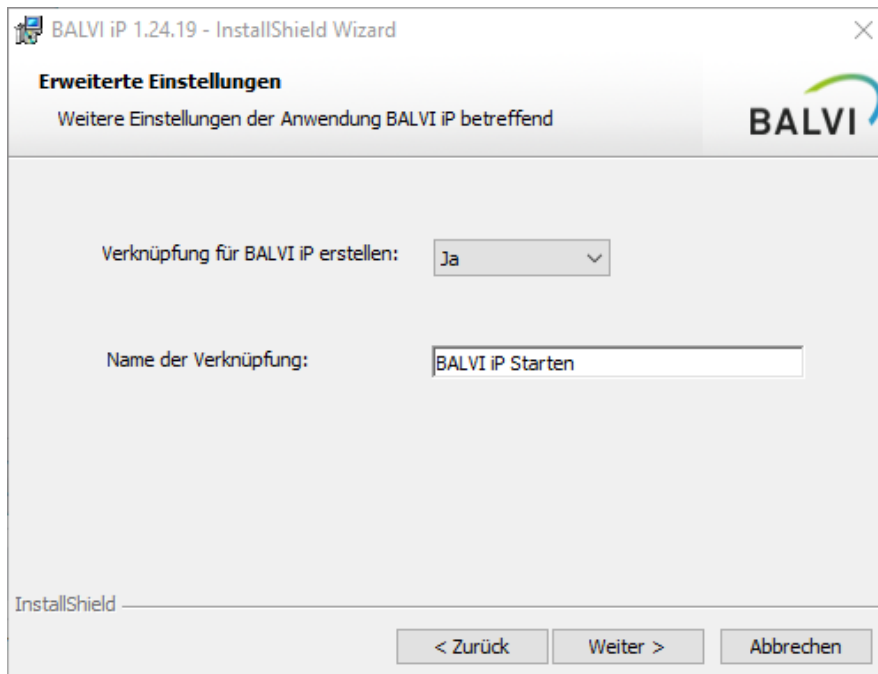 BALVI iP 1.24.19 - InstallShield Wizard
Erweiterte Einstellungen
Weitere Einstellungen der Anwendung BALVI iP betreffend
BALVI
Verknüpfung für BALVI iP erstellen:
Ja
Name der Verknüpfung:
BALVI iP Starten
InstallShield
< Zurück
Weiter >
Abbrechen